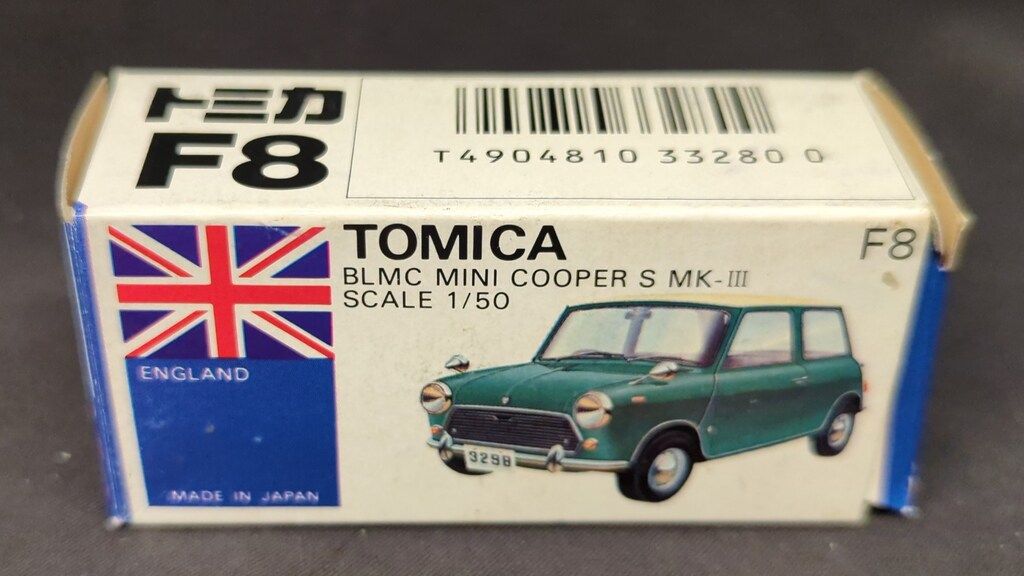 トミカ
F8
T4904810 33280 0
TOMICA
F8
BLMC MINI COOPER S MK-III
SCALE 1/50
ENGLAND
3298
MADE IN JAPAN